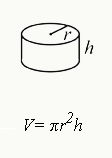 r
h
V= πr²h